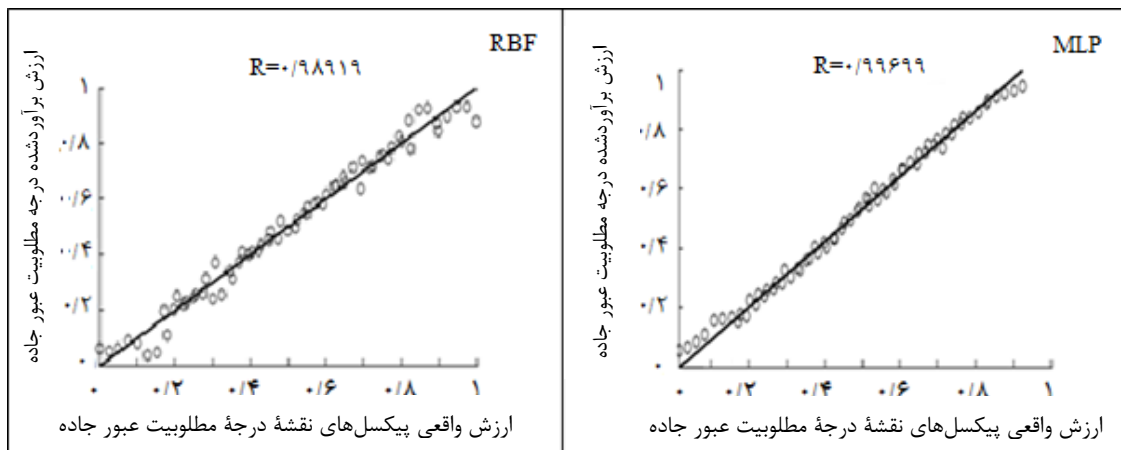 RBF
R=۰/۹۸۹۱۹
ارزش برآوردشده درجه مطلوبیت عبور جاده
۱
۰/۸
۰/۶
۰/۴
۰/۲
۰
۰ ۰/۲ ۰/۴ ۰/۶ ۰/۸ ۱
ارزش واقعی پیکسل‌های نقشهٔ درجهٔ مطلوبیت عبور جاده
MLP
R=۰/۹۹۶۹۹
ارزش برآوردشده درجه مطلوبیت عبور جاده
۱
۰/۸
۰/۶
۰/۴
۰/۲
۰
۰ ۰/۲ ۰/۴ ۰/۶ ۰/۸ ۱
ارزش واقعی پیکسل‌های نقشهٔ درجهٔ مطلوبیت عبور جاده